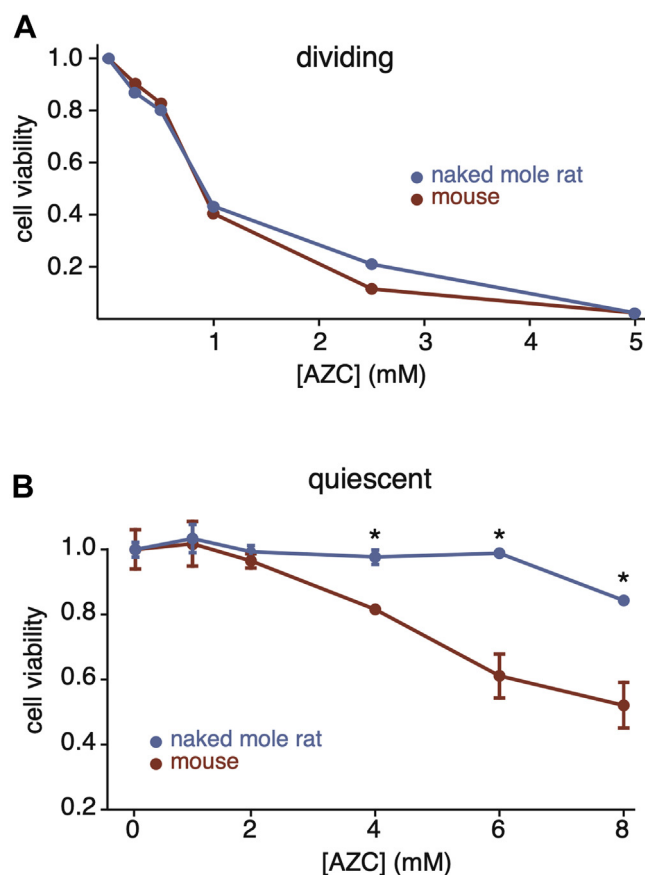 A
dividing
1.0
0.8
0.6
0.4
0.2
cell viability
naked mole rat
mouse
1 2 3 4 5
[AZC] (mM)
B
quiescent
* * *
1.0
0.8
0.6
0.4
0.2
cell viability
naked mole rat
mouse
0 2 4 6 8
[AZC] (mM)